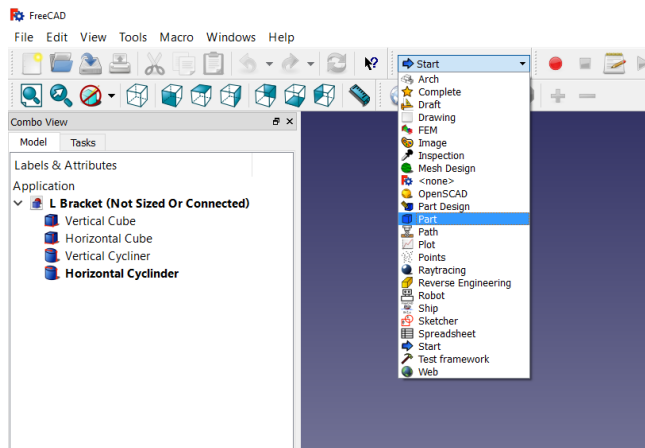 FreeCAD
File Edit View Tools Macro Windows Help
Start
Arch
Complete
Draft
Drawing
FEM
Image
Inspection
Mesh Design
<none>
OpenSCAD
Part Design
Part
Path
Plot
Points
Raytracing
Reverse Engineering
Robot
Ship
Sketcher
Spreadsheet
Start
Test framework
Web
Combo View
Model Tasks
Labels & Attributes
Application
L Bracket (Not Sized Or Connected)
Vertical Cube
Horizontal Cube
Vertical Cycliner
Horizontal Cyclinder